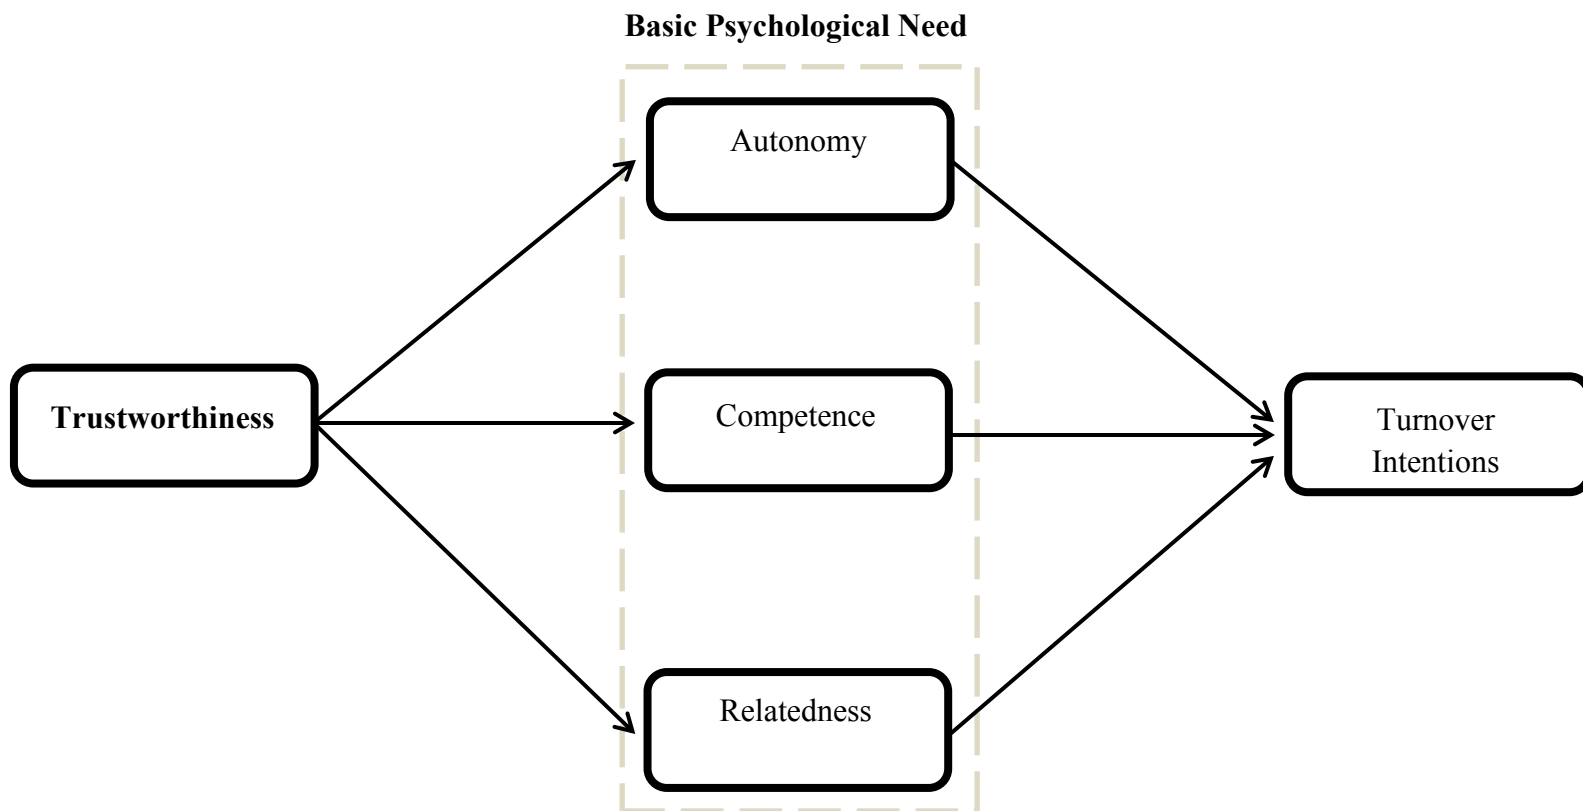 Basic Psychological Need
Autonomy
Trustworthiness
Competence
Turnover
Intentions
Relatedness